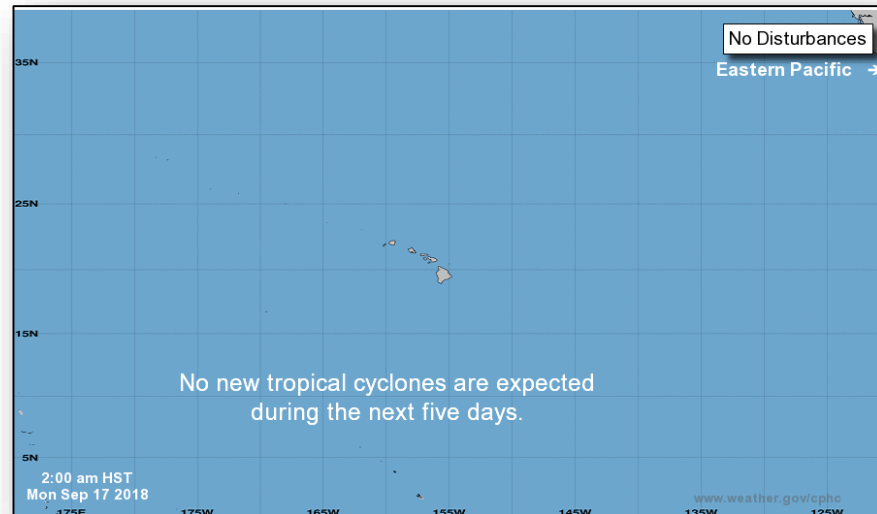 No Disturbances
Eastern Pacific →
35N
25N
15N
No new tropical cyclones are expected
during the next five days.
5N
2:00 am HST
Mon Sep 17 2018
www.weather.gov/cphc
175E 175W 165W 155W 145W 135W 125W